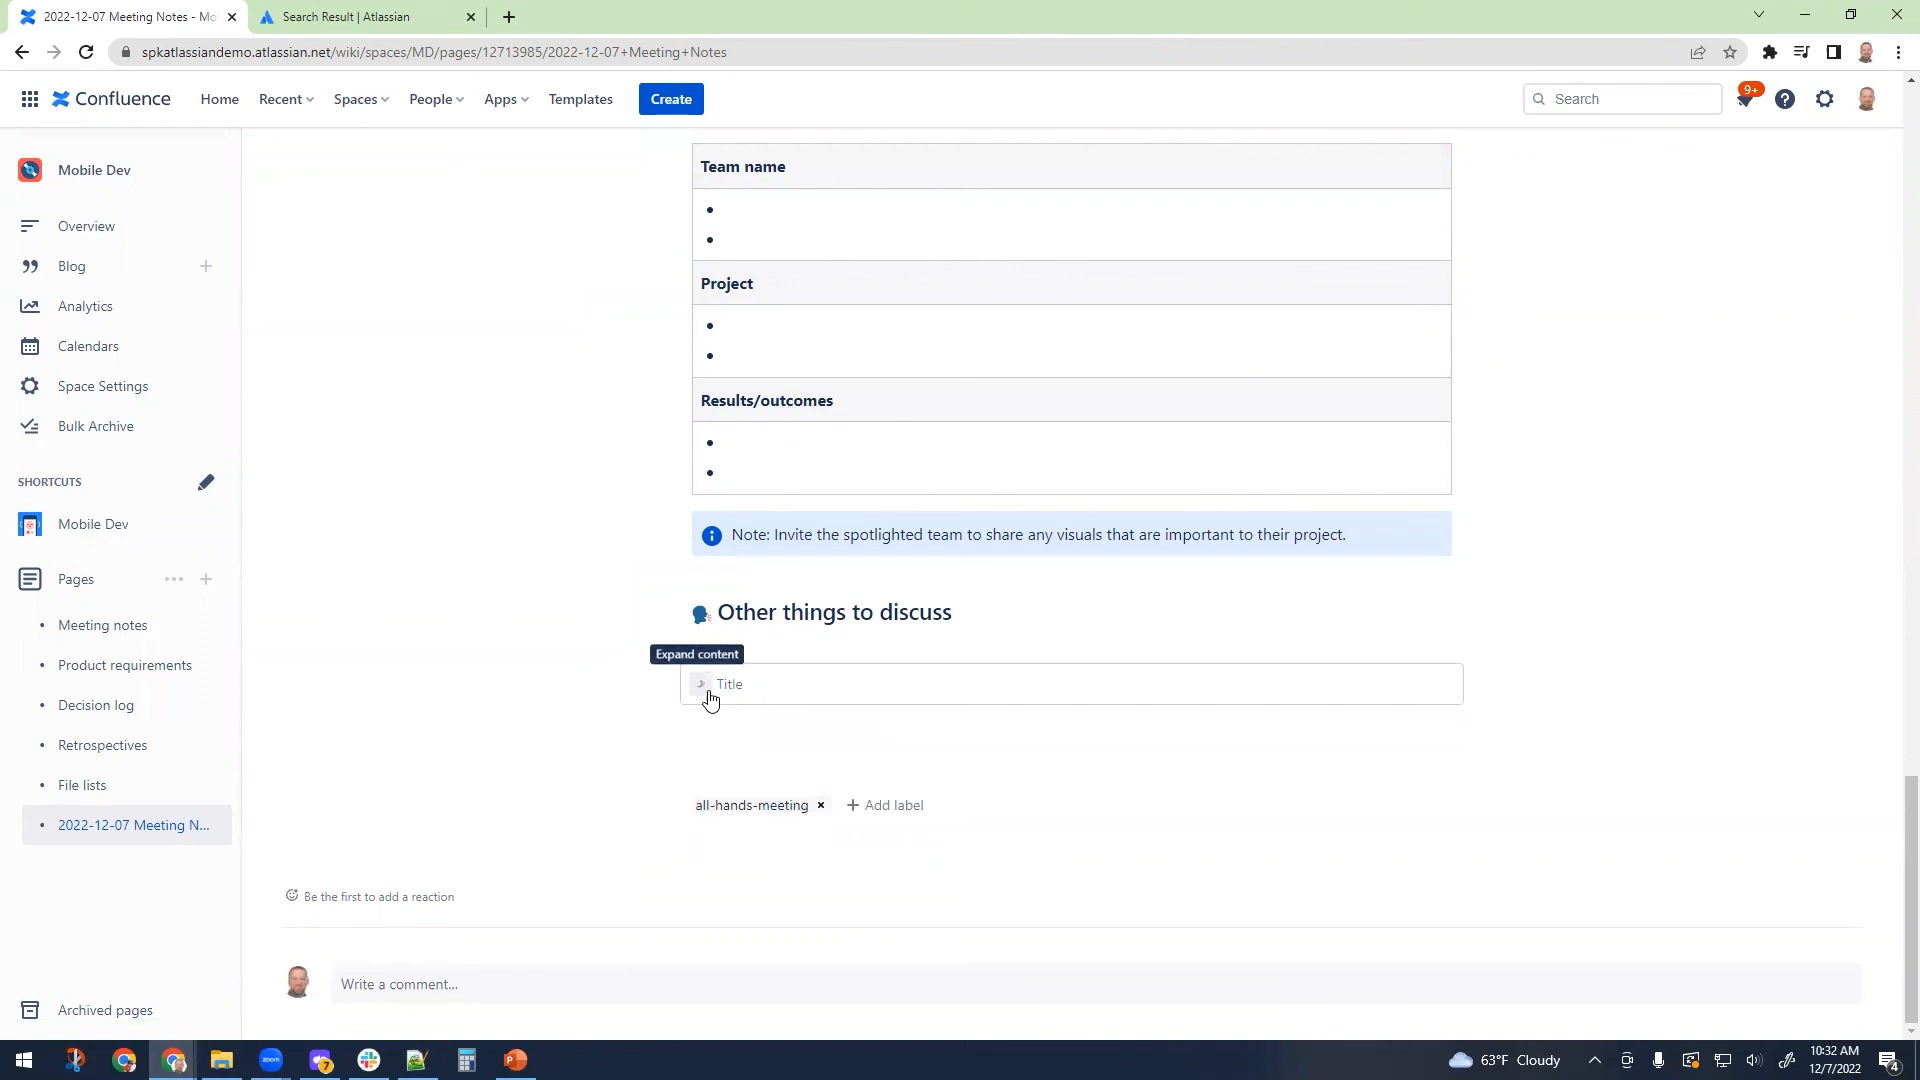 2022-12-07 Meeting Notes - Mo
Search Result | Atlassian
spkatlassiandemo.atlassian.net/wiki/spaces/MD/pages/12713985/2022-12-07+Meeting+Notes
Confluence
Home
Recent
Spaces
People
Apps
Templates
Create
Search
9+
Mobile Dev
Overview
Blog
Analytics
Calendars
Space Settings
Bulk Archive
SHORTCUTS
Mobile Dev
Pages
Meeting notes
Product requirements
Decision log
Retrospectives
File lists
2022-12-07 Meeting N...
Archived pages
Team name
Project
Results/outcomes
Note: Invite the spotlighted team to share any visuals that are important to their project.
Other things to discuss
Expand content
Title
all-hands-meeting
Add label
Be the first to add a reaction
Write a comment...
zoom
7
63°F Cloudy
10:32 AM
12/7/2022
4